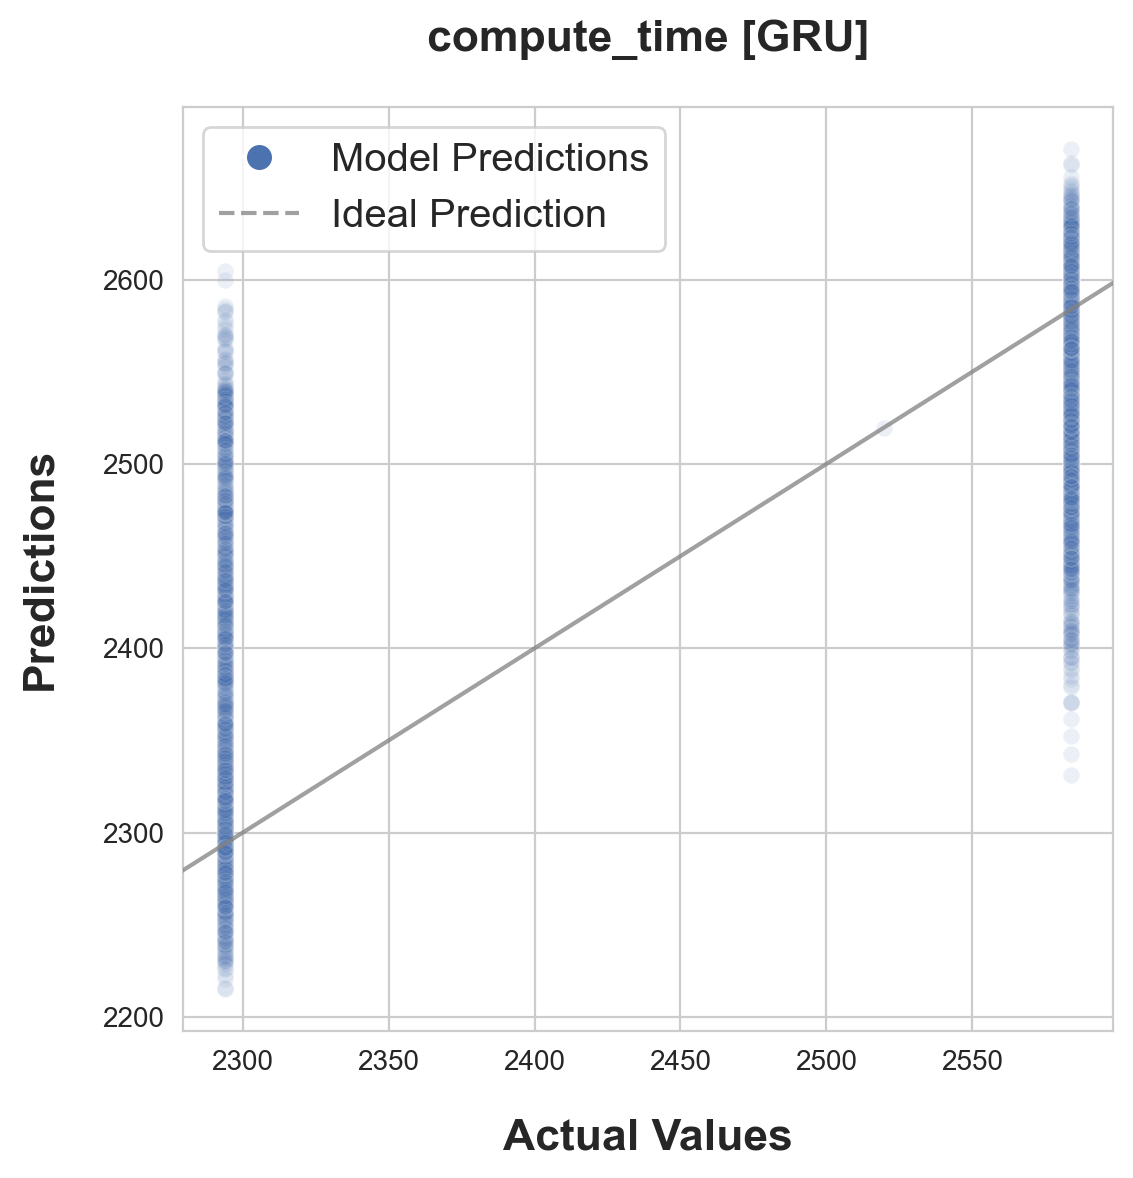 compute_time [GRU]
Model Predictions
Ideal Prediction
2600
2500
2400
2300
2200
Predictions
2300 2350 2400 2450 2500 2550
Actual Values